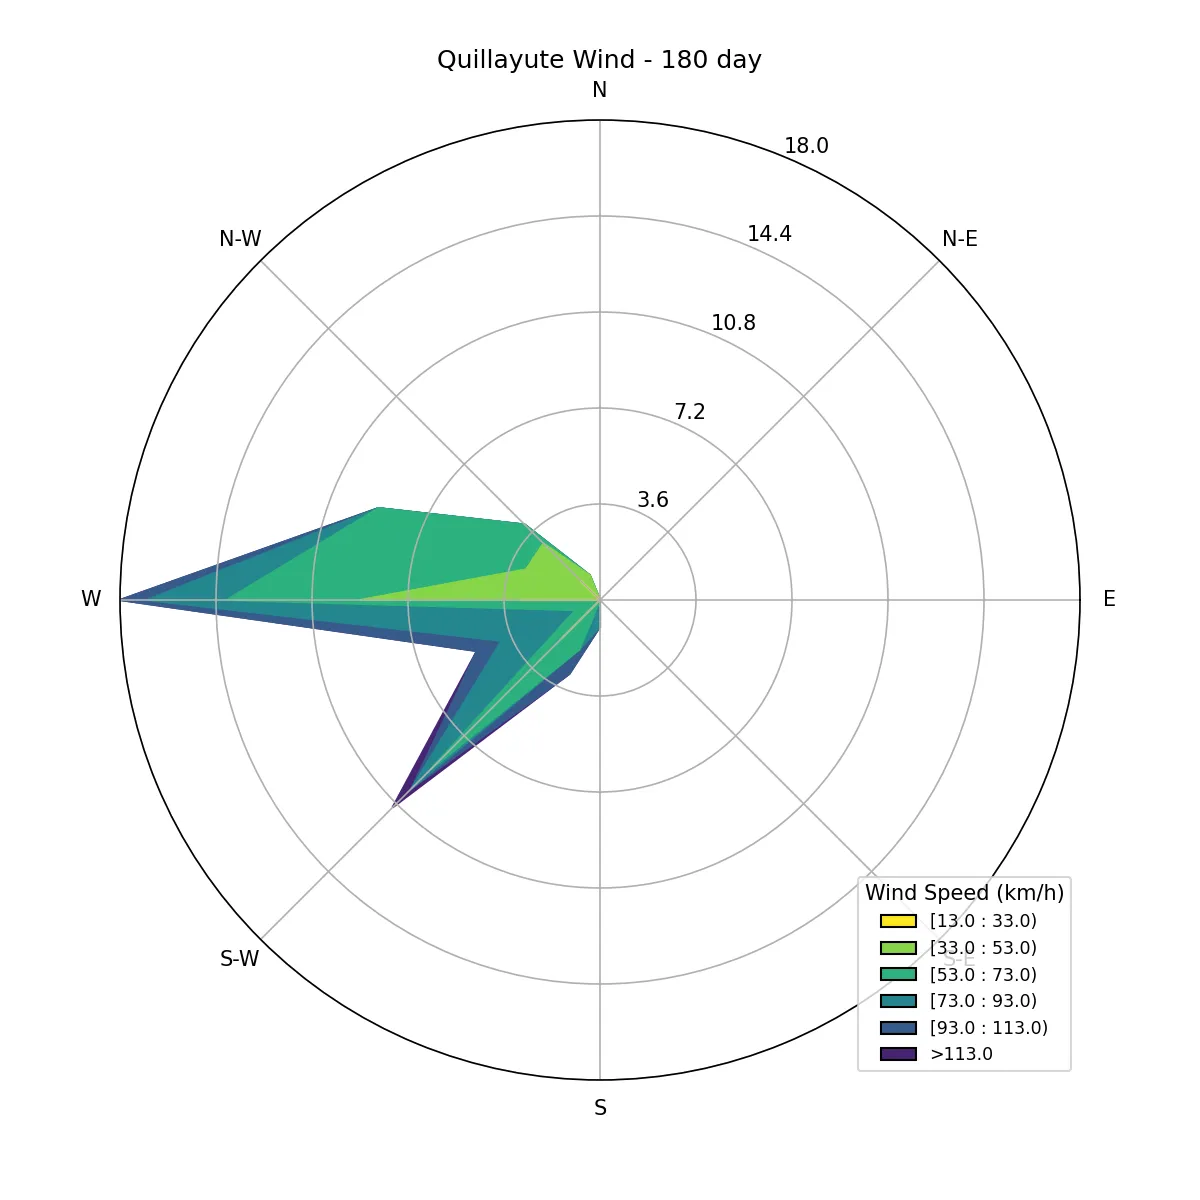 Quillayute Wind - 180 day
N
18.0
14.4
N-W
N-E
10.8
7.2
3.6
W
E
Wind Speed (km/h)
[13.0 : 33.0)
[33.0 : 53.0)
S-W
S-E
[53.0 : 73.0)
[73.0 : 93.0)
[93.0 : 113.0)
>113.0
S